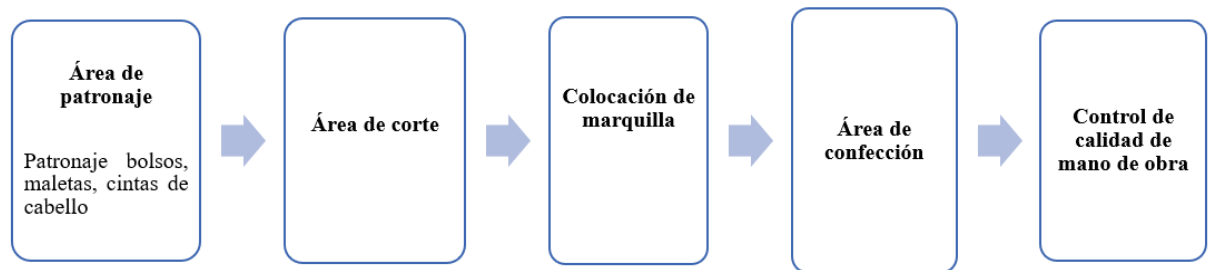 Área de
patronaje
Patronaje bolsos,
maletas, cintas de
cabello
Área de corte
Colocación de
marquilla
Área de
confección
Control de
calidad de
mano de obra